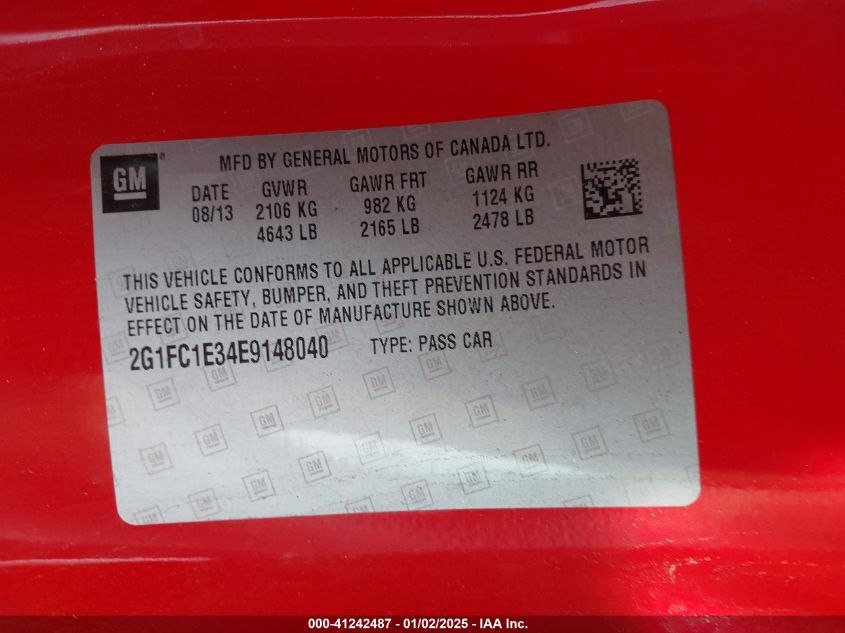 GM
MFD BY GENERAL MOTORS OF CANADA LTD.
DATE GVWR GAWR FRT GAWR RR
08/13 2106 KG 982 KG 1124 KG
4643 LB 2165 LB 2478 LB
THIS VEHICLE CONFORMS TO ALL APPLICABLE U.S. FEDERAL MOTOR
VEHICLE SAFETY, BUMPER, AND THEFT PREVENTION STANDARDS IN
EFFECT ON THE DATE OF MANUFACTURE SHOWN ABOVE.
2G1FC1E34E9148040 TYPE: PASS CAR
000-41242487 - 01/02/2025 - IAA Inc.